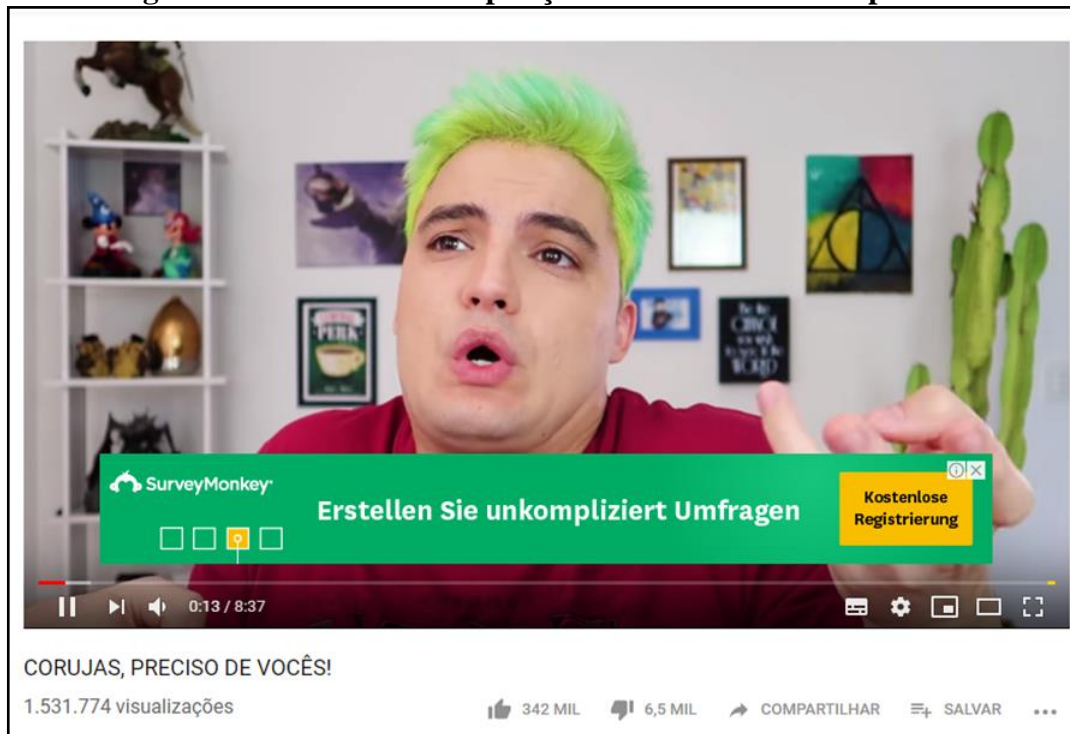 SurveyMonkey
Erstellen Sie unkompliziert Umfragen
Kostenlose
Registrierung
PERK
0:13 / 8:37
CORUJAS, PRECISO DE VOCÊS!
1.531.774 visualizações
342 MIL
6,5 MIL
COMPARTILHAR
SALVAR